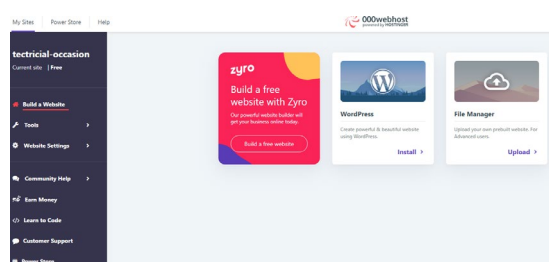 My Sites
Power Store
Help
000webhost
powered by HOSTINGER
tectricial-occasion
Current site | Free
Build a Website
Tools
Website Settings
Community Help
Earn Money
Learn to Code
Customer Support
Power Store
zyro
Build a free
website with Zyro
Our powerful website builder will
get your business online today.
Build a free website
WordPress
Create powerful & beautiful website
using WordPress.
Install >
File Manager
Upload your own prebuilt website. For
Advanced users.
Upload >